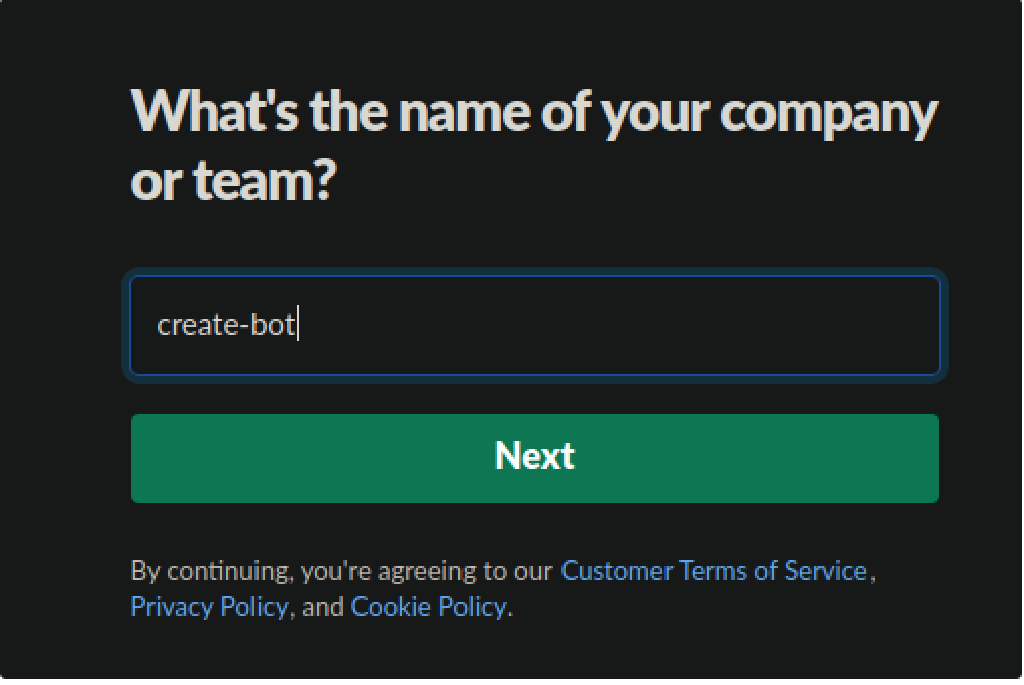 What's the name of your company
or team?
create-bot
Next
By continuing, you're agreeing to our Customer Terms of Service,
Privacy Policy, and Cookie Policy.